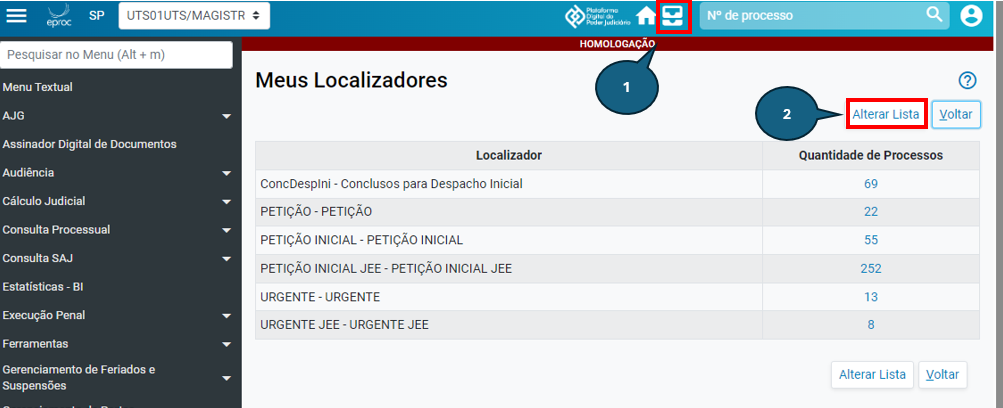 eproc
SP
UTS01UTS/MAGISTR
Plataforma
Digital do
Poder Judiciário
Nº de processo
Pesquisar no Menu (Alt + m)
HOMOLOGAÇÃO
Menu Textual
AJG
Assinador Digital de Documentos
Audiência
Cálculo Judicial
Consulta Processual
Consulta SAJ
Estatísticas - BI
Execução Penal
Ferramentas
Gerenciamento de Feriados e
Suspensões
Meus Localizadores
1
2
Alterar Lista
Voltar
Localizador
Quantidade de Processos
ConcDespIni - Conclusos para Despacho Inicial
69
PETIÇÃO - PETIÇÃO
22
PETIÇÃO INICIAL - PETIÇÃO INICIAL
55
PETIÇÃO INICIAL JEE - PETIÇÃO INICIAL JEE
252
URGENTE - URGENTE
13
URGENTE JEE - URGENTE JEE
8
Alterar Lista
Voltar